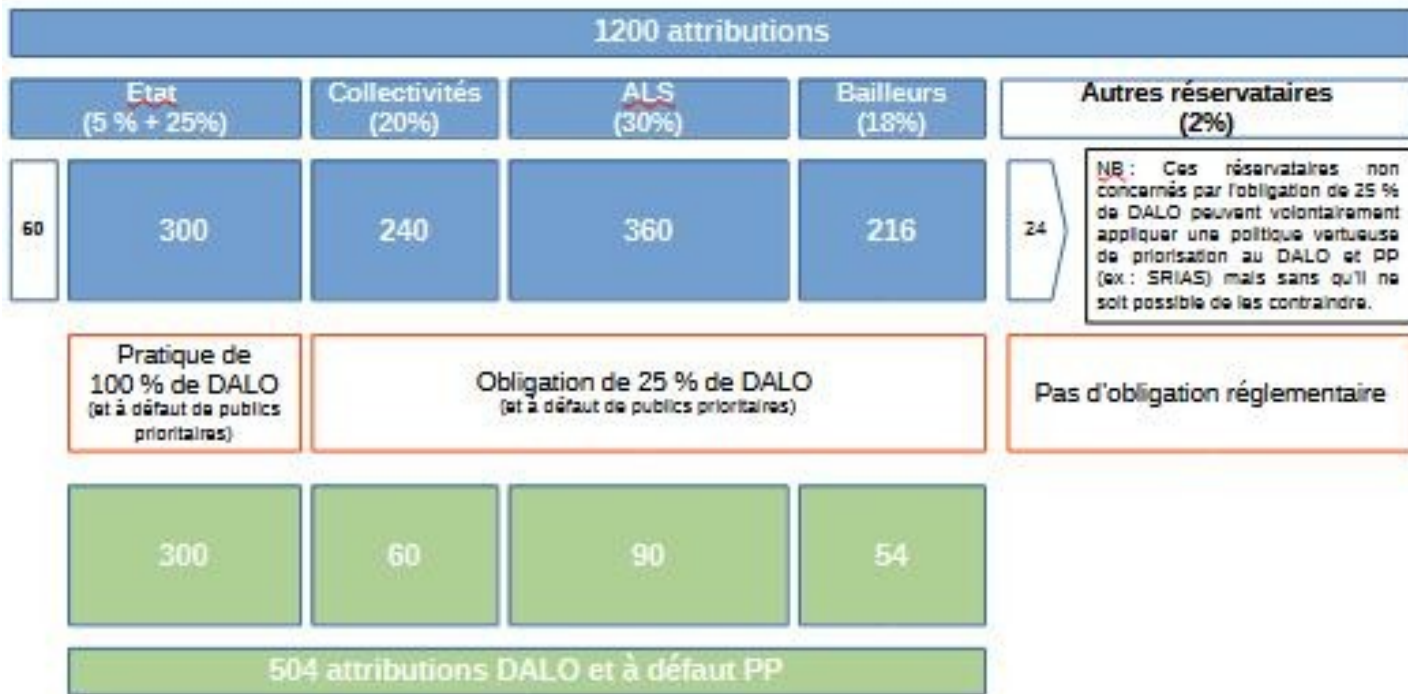 1200 attributions
Etat
(5 % + 25%)
Collectivités
(20%)
ALS
(30%)
Bailleurs
(18%)
Autres réservataires
(2%)
60
300
240
360
216
24
NB : Ces réservataires non
concernés par l'obligation de 25 %
de DALO peuvent volontairement
appliquer une politique vertueuse
de priorisation au DALO et PP
(ex : SRIAS) mais sans qu'il ne
soit possible de les contraindre.
Pratique de
100 % de DALO
(et à défaut de publics
prioritaires)
Obligation de 25 % de DALO
(et à défaut de publics prioritaires)
Pas d'obligation réglementaire
300
60
90
54
504 attributions DALO et à défaut PP